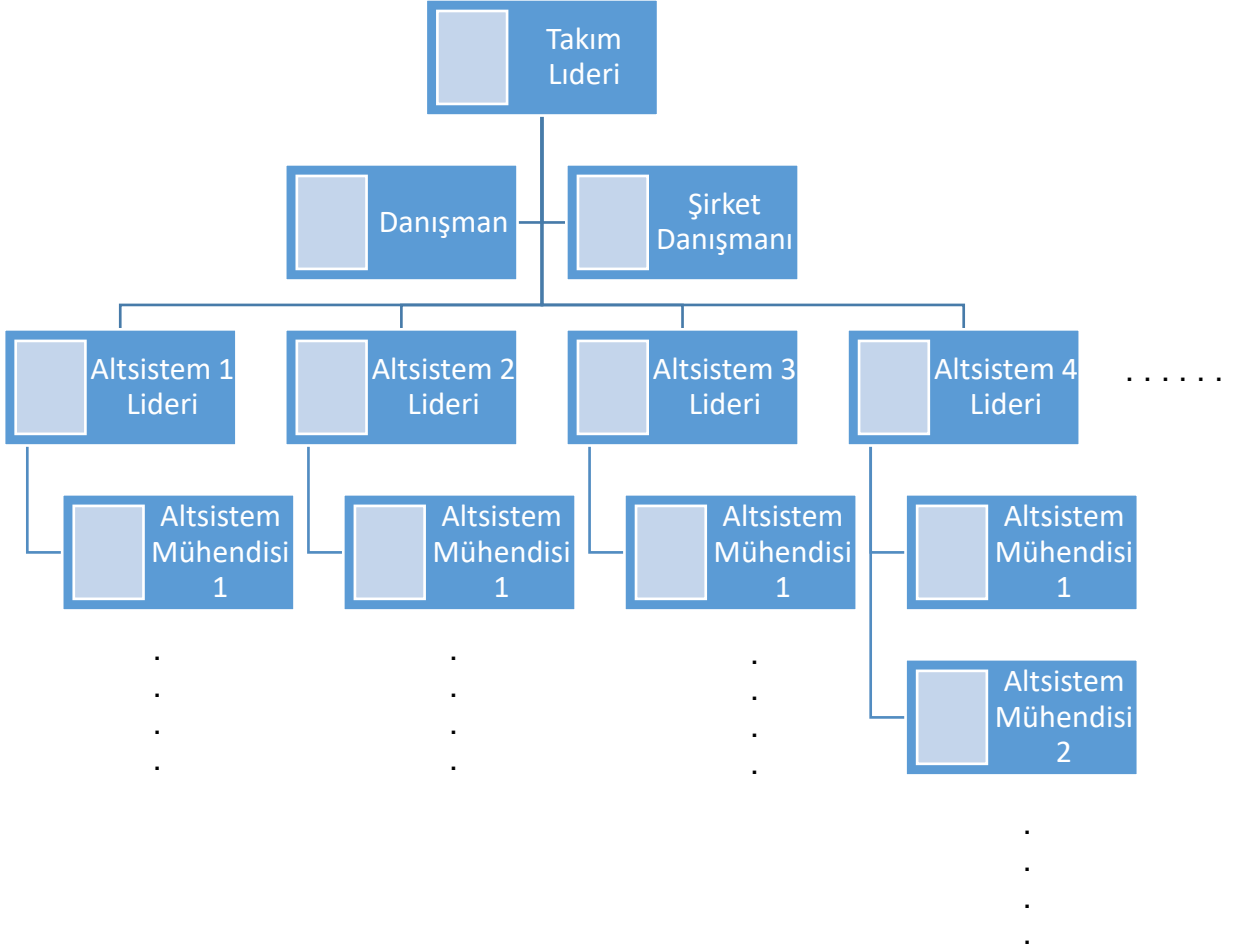 Takım
Lıderi
Danışman
Şirket
Danışmanı
Altsistem 1
Lideri
Altsistem 2
Lideri
Altsistem 3
Lideri
Altsistem 4
Lideri
. . . . . .
Altsistem
Mühendisi
1
Altsistem
Mühendisi
1
Altsistem
Mühendisi
1
Altsistem
Mühendisi
1
Altsistem
Mühendisi
2